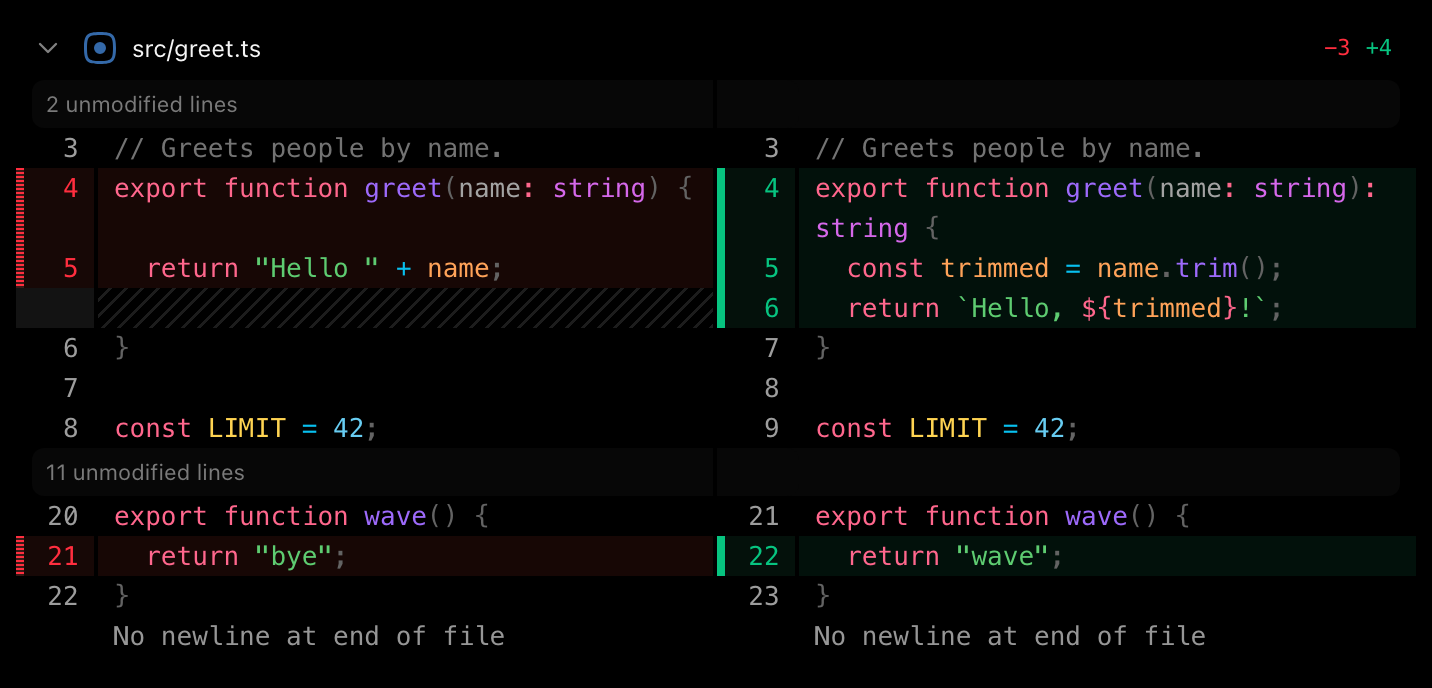 src/greet.ts −3 +4
2 unmodified lines
3 // Greets people by name. 3 // Greets people by name.
4 export function greet(name: string) { 4 export function greet(name: string):
string {
5   return "Hello " + name; 5   const trimmed = name.trim();
6   return `Hello, ${trimmed}!`;
6 } 7 }
7 8
8 const LIMIT = 42; 9 const LIMIT = 42;
11 unmodified lines
20 export function wave() { 21 export function wave() {
21   return "bye"; 22   return "wave";
22 } 23 }
No newline at end of file No newline at end of file